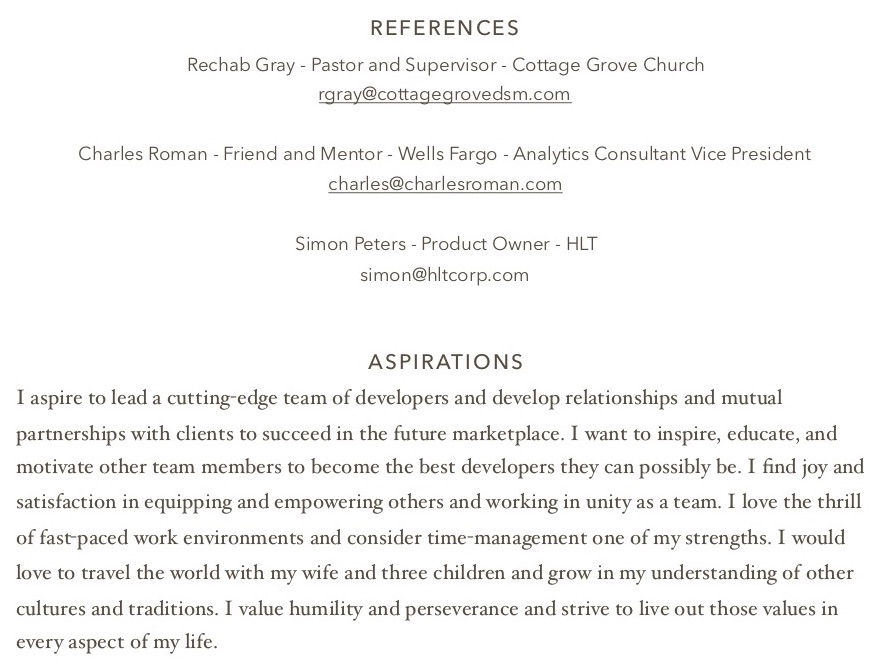 REFERENCES
Rechab Gray - Pastor and Supervisor - Cottage Grove Church
rgray@cottagegrovedsm.com
Charles Roman - Friend and Mentor - Wells Fargo - Analytics Consultant Vice President
charles@charlesroman.com
Simon Peters - Product Owner - HLT
simon@hltcorp.com
ASPIRATIONS
I aspire to lead a cutting-edge team of developers and develop relationships and mutual
partnerships with clients to succeed in the future marketplace. I want to inspire, educate, and
motivate other team members to become the best developers they can possibly be. I find joy and
satisfaction in equipping and empowering others and working in unity as a team. I love the thrill
of fast-paced work environments and consider time-management one of my strengths. I would
love to travel the world with my wife and three children and grow in my understanding of other
cultures and traditions. I value humility and perseverance and strive to live out those values in
every aspect of my life.